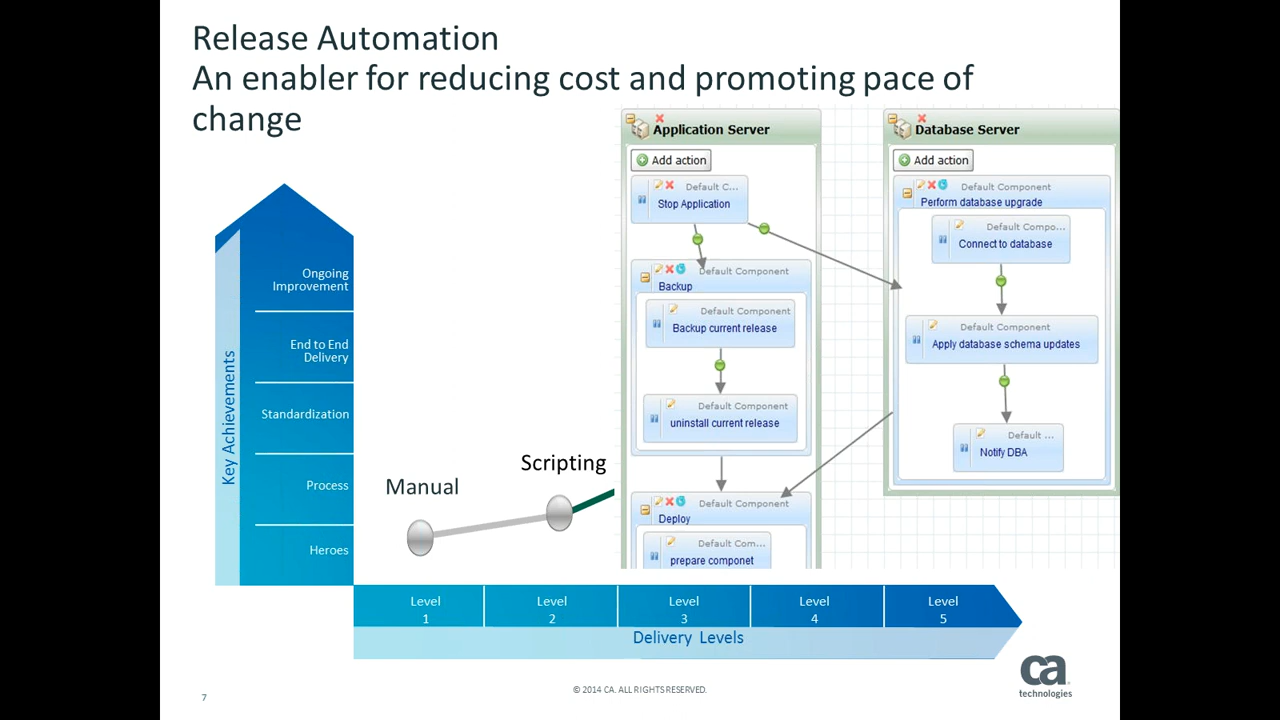 Release Automation
An enabler for reducing cost and promoting pace of
change
Key Achievements
Ongoing
Improvement
End to End
Delivery
Standardization
Process
Heroes
Manual
Scripting
Application Server
Add action
Default C...
Stop Application
Default Component
Backup
Default Component
Backup current release
Default Component
uninstall current release
Default Component
Deploy
Default Com...
prepare componet
Database Server
Add action
Default Component
Perform database upgrade
Default Compo...
Connect to database
Default Component
Apply database schema updates
Default ...
Notify DBA
Level
1
Level
2
Level
3
Level
4
Level
5
Delivery Levels
7
© 2014 CA. ALL RIGHTS RESERVED.
ca
technologies